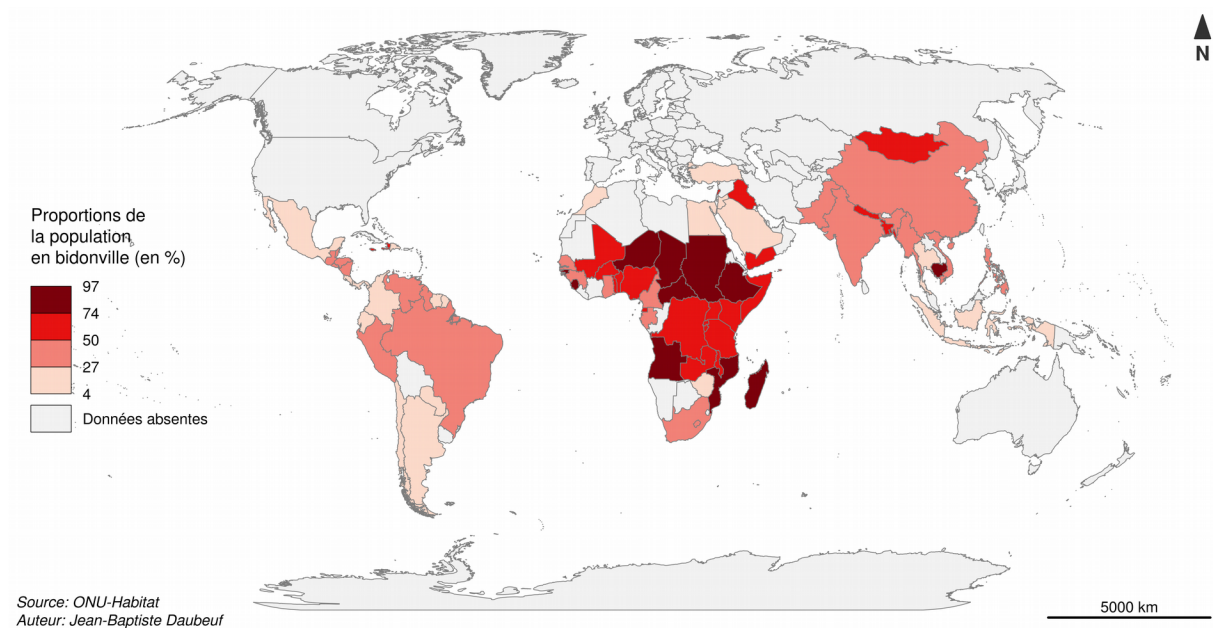 N
Proportions de
la population
en bidonville (en %)
97
74
50
27
4
Données absentes
Source: ONU-Habitat
Auteur: Jean-Baptiste Daubeuf
5000 km